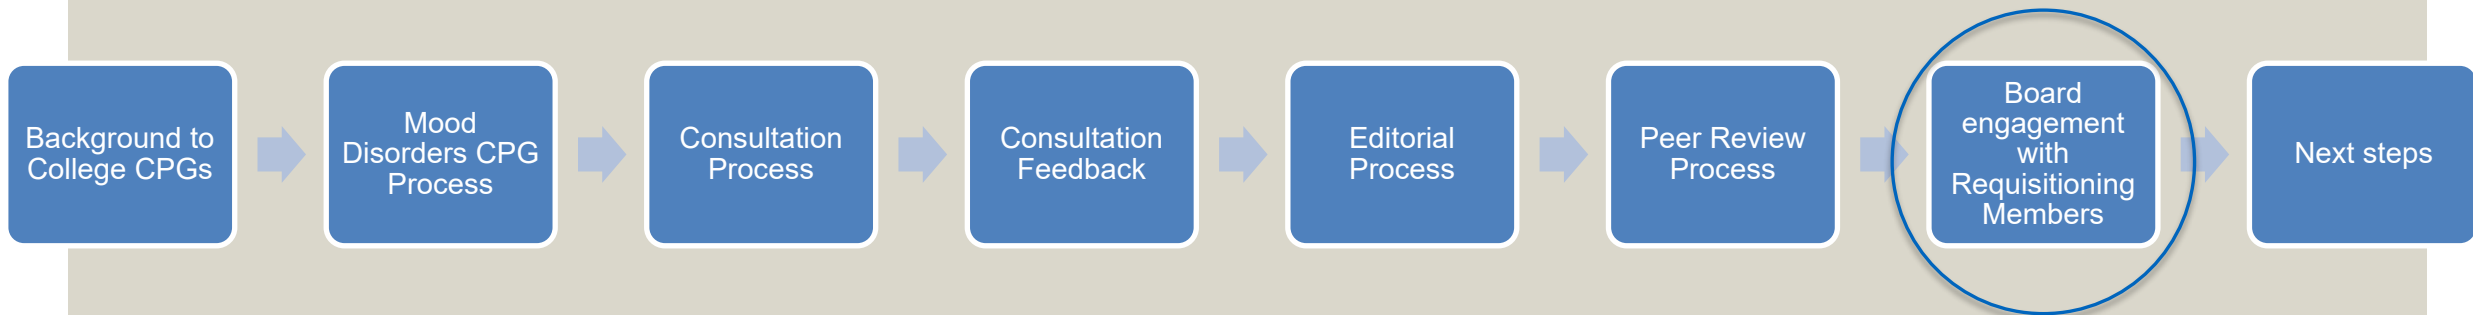 Background to
College CPGs
Mood
Disorders CPG
Process
Consultation
Process
Consultation
Feedback
Editorial
Process
Peer Review
Process
Board
engagement
with
Requisitioning
Members
Next steps